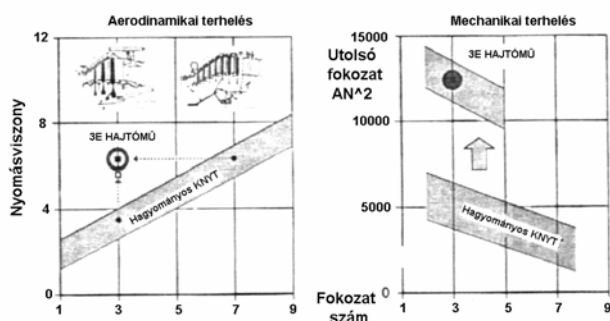 Aerodinamikai terhelés
Nyomásviszony
12
8
4
0
3E HAJTÓMŰ
Hagyományos KNYT
1
3
5
7
9
Mechanikai terhelés
Utolsó
fokozat
AN^2
15000
10000
5000
0
3E HAJTÓMŰ
Hagyományos KNYT
Fokozat
szám
1
3
5
7
9